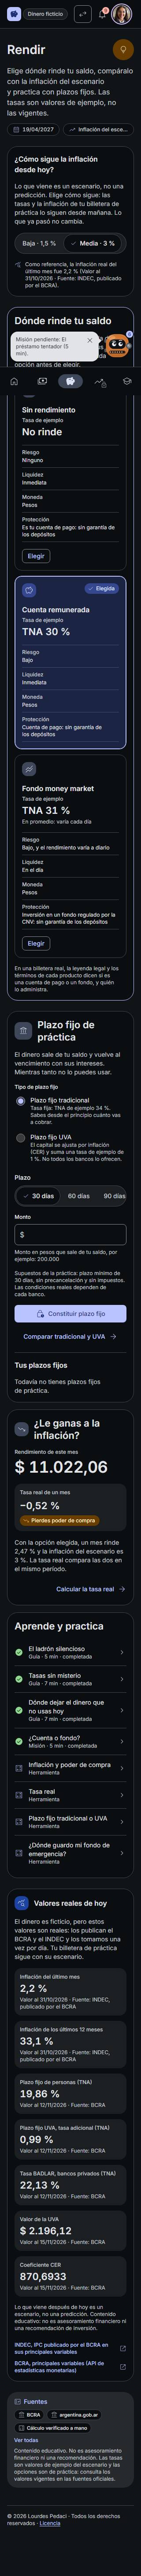 Dinero ficticio
Rendir
Elige dónde rinde tu saldo, compáralo
con la inflación del escenario
y practica con plazos fijos. Las
tasas son valores de ejemplo, no
las vigentes.
19/04/2027
Inflación del esce...
¿Cómo sigue la inflación
desde hoy?
Lo que viene es un escenario, no una
predicción. Elige cómo sigue: las
tasas y la inflación de tu billetera de
práctica lo siguen desde mañana. Lo
que ya pasó no cambia.
Baja · 1,5 %
Media · 3 %
Como referencia, la inflación real del
último mes fue 2,2 % (Valor al
31/10/2026 · Fuente: INDEC, publicado
por el BCRA).
Dónde rinde tu saldo
Misión pendiente: El
préstamo tentador (5
min).
opción antes de elegir.
Sin rendimiento
Tasa de ejemplo
No rinde
Riesgo
Ninguno
Liquidez
Inmediata
Moneda
Pesos
Protección
Es tu cuenta de pago: sin garantía de
los depósitos
Elegir
Elegida
Cuenta remunerada
Tasa de ejemplo
TNA 30 %
Riesgo
Bajo
Liquidez
Inmediata
Moneda
Pesos
Protección
Cuenta de pago: sin garantía de
los depósitos
Fondo money market
Tasa de ejemplo
TNA 31 %
En promedio: varía cada día
Riesgo
Bajo, y el rendimiento varía a diario
Liquidez
En el día
Moneda
Pesos
Protección
Inversión en un fondo regulado por la
CNV: sin garantía de los depósitos
Elegir
En una billetera real, la leyenda legal y los
términos de cada producto dicen si es
una cuenta de pago o un fondo, y quién
lo administra.
Plazo fijo de
práctica
El dinero sale de tu saldo y vuelve al
vencimiento con sus intereses.
Mientras tanto no lo puedes usar.
Tipo de plazo fijo
Plazo fijo tradicional
Tasa fija: TNA de ejemplo 34 %.
Sabes desde el principio cuánto vas
a cobrar.
Plazo fijo UVA
El capital se ajusta por inflación
(CER) y suma una tasa de ejemplo de
1 %. No todos los bancos lo ofrecen.
Plazo
30 días
60 días
90 días
Monto
$
Monto en pesos que sale de tu saldo, por
ejemplo: 200.000
Supuestos de la práctica: plazo mínimo de
30 días, sin precancelación y sin impuestos.
Las condiciones reales dependen de
cada banco.
Constituir plazo fijo
Comparar tradicional y UVA
Tus plazos fijos
Todavía no tienes plazos fijos
de práctica.
¿Le ganas a la
inflación?
Rendimiento de este mes
$ 11.022,06
Tasa real de un mes
−0,52 %
Pierdes poder de compra
Con la opción elegida, un mes rinde
2,47 % y la inflación del escenario es
3 %. La tasa real compara las dos en
el mismo período.
Calcular la tasa real
Aprende y practica
El ladrón silencioso
Guía · 5 min · completada
Tasas sin misterio
Guía · 7 min · completada
Dónde dejar el dinero que
no usas hoy
Guía · 7 min · completada
¿Cuenta o fondo?
Misión · 5 min · completada
Inflación y poder de compra
Herramienta
Tasa real
Herramienta
Plazo fijo tradicional o UVA
Herramienta
¿Dónde guardo mi fondo de
emergencia?
Herramienta
Valores reales de hoy
El dinero es ficticio, pero estos
valores son reales: los publican el
BCRA y el INDEC y los tomamos una
vez por día. Tu billetera de práctica
sigue con su escenario.
Inflación del último mes
2,2 %
Valor al 31/10/2026 · Fuente: INDEC,
publicado por el BCRA
Inflación de los últimos 12 meses
33,1 %
Valor al 31/10/2026 · Fuente: INDEC,
publicado por el BCRA
Plazo fijo de personas (TNA)
19,86 %
Valor al 12/11/2026 · Fuente: BCRA
Plazo fijo UVA, tasa adicional (TNA)
0,99 %
Valor al 12/11/2026 · Fuente: BCRA
Tasa BADLAR, bancos privados (TNA)
22,13 %
Valor al 12/11/2026 · Fuente: BCRA
Valor de la UVA
$ 2.196,12
Valor al 15/11/2026 · Fuente: BCRA
Coeficiente CER
870,6933
Valor al 15/11/2026 · Fuente: BCRA
Lo que viene después de hoy es un
escenario, no una predicción. Contenido
educativo: no es asesoramiento financiero ni
una recomendación de inversión.
INDEC, IPC publicado por el BCRA en
sus principales variables
BCRA, principales variables (API de
estadísticas monetarias)
Fuentes
BCRA
argentina.gob.ar
Cálculo verificado a mano
Ver todas
Contenido educativo. No es asesoramiento
financiero ni una recomendación. Las tasas
son valores de ejemplo del escenario y las
opciones son de práctica: consulta los
valores vigentes en las fuentes oficiales.
© 2026 Lourdes Pedaci · Todos los derechos
reservados · Licencia